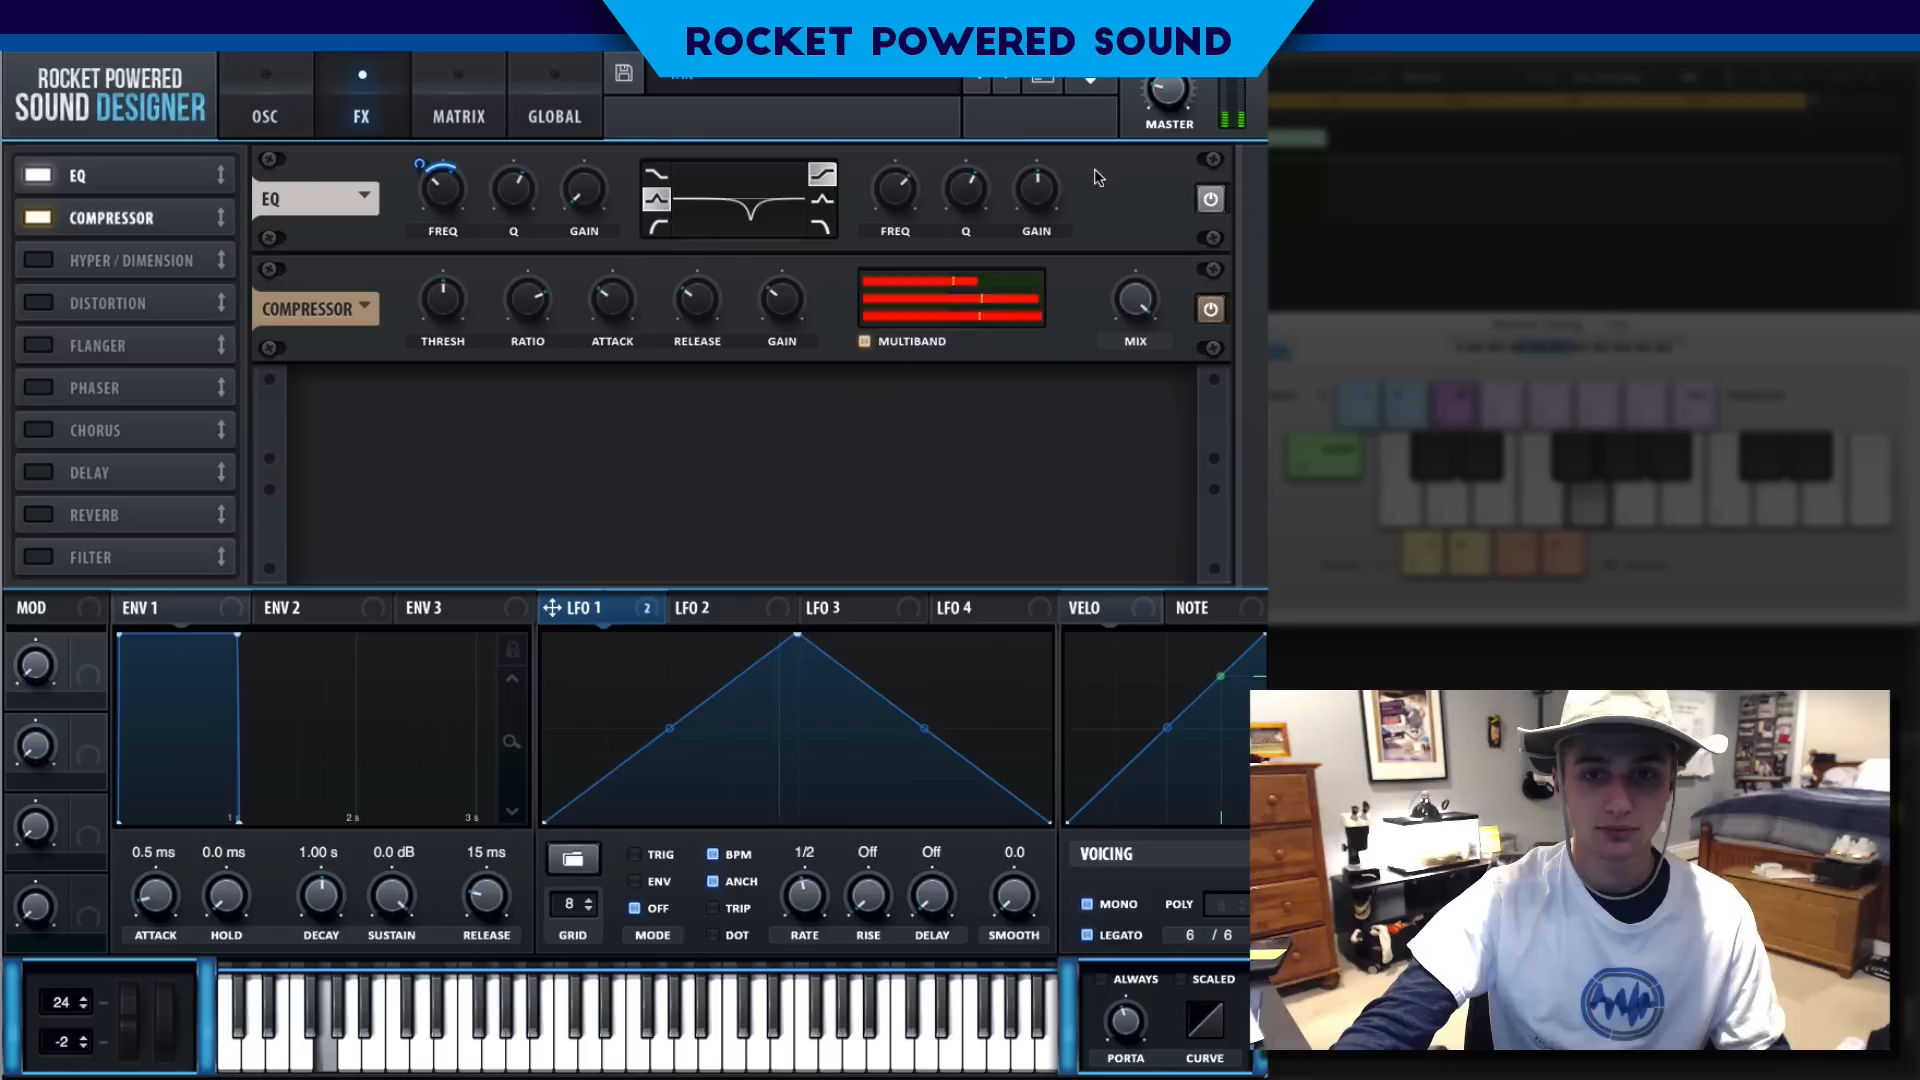 ROCKET POWERED SOUND
ROCKET POWERED
SOUND DESIGNER
OSC
FX
MATRIX
GLOBAL
MASTER
EQ
COMPRESSOR
HYPER / DIMENSION
DISTORTION
FLANGER
PHASER
CHORUS
DELAY
REVERB
FILTER
EQ
FREQ Q GAIN
FREQ Q GAIN
COMPRESSOR
THRESH RATIO ATTACK RELEASE GAIN
MULTIBAND
MIX
MOD ENV 1 ENV 2 ENV 3 LFO 1 2 LFO 2 LFO 3 LFO 4 VELO NOTE
1 2 s 3 s
0.5 ms 0.0 ms 1.00 s 0.0 dB 15 ms
ATTACK HOLD DECAY SUSTAIN RELEASE
8
GRID
TRIG
ENV
OFF
MODE
BPM
ANCH
TRIP
DOT
1/2 Off Off 0.0
RATE RISE DELAY SMOOTH
VOICING
MONO POLY 8
LEGATO 6 / 6
ALWAYS SCALED
PORTA CURVE
24
-2